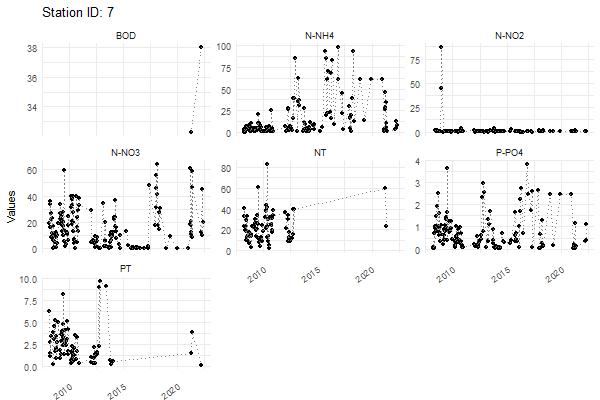 Station ID: 7
BOD N-NH4 N-NO2
38 36 34
100 75 50 25 0
75 50 25 0
N-NO3 NT P-PO4
60 40 20 0
80 60 40 20 0
4 3 2 1 0
Values
2010 2015 2020
2010 2015 2020
PT
10.0 7.5 5.0 2.5 0.0
2010 2015 2020